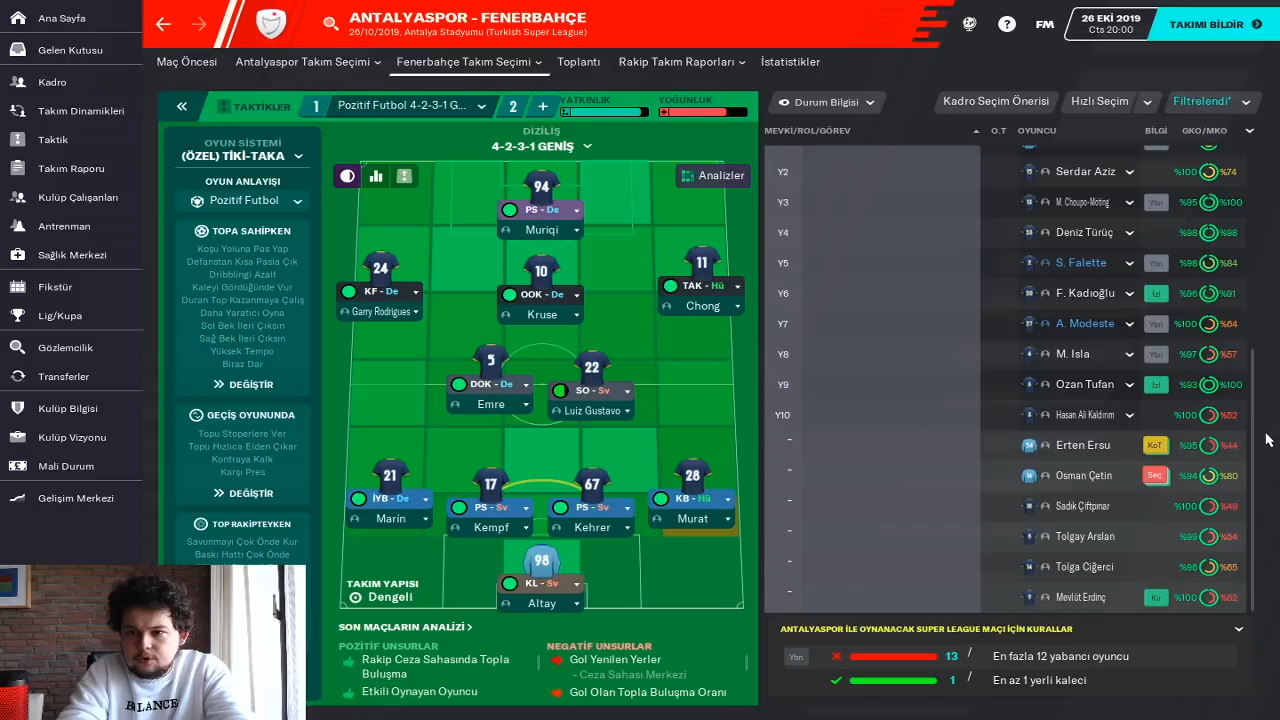 Ana Sayfa
Gelen Kutusu
Kadro
Takım Dinamikleri
Taktik
Taktik Raporu
Kulüp Çalışanları
Antrenman
Sağlık Merkezi
Fikstür
Lig/Kupa
Gözlemcilik
Transferler
Kulüp Bilgisi
Kulüp Vizyonu
Mali Durum
Gelişim Merkezi
ANTALYASPOR - FENERBAHÇE
26/10/2019, Antalya Stadyumu (Turkish Super League)
FM
26 EKİ 2019
Cts 20:00
TAKIMI BİLDİR
Maç Öncesi
Antalyaspor Takım Seçimi
Fenerbahçe Takım Seçimi
Toplantı
Rakip Takım Raporları
İstatistikler
TAKTİKLER
1
Pozitif Futbol 4-2-3-1 G...
2
YATKINLIK
YOĞUNLUK
OYUN SİSTEMİ
(ÖZEL) TİKİ-TAKA
OYUN ANLAYIŞI
Pozitif Futbol
TOPA SAHİPKEN
Koşu Yoluna Pas Yap
Defanstan Kısa Pasla Çık
Dribblingi Azalt
Kaleyi Gördüğünde Vur
Duran Top Kazanmaya Çalış
Daha Yaratıcı Oyna
Sol Bek İleri Çıksın
Sağ Bek İleri Çıksın
Yüksek Tempo
Biraz Dar
DEĞİŞTİR
GEÇİŞ OYUNUNDA
Topu Stoperlere Ver
Topu Hızlıca Elden Çıkar
Kontraya Kalk
Karşı Pres
DEĞİŞTİR
TOP RAKİPTEYKEN
Savunmayı Çok Önde Kur
Baskı Hattı Çok Önde
DİZİLİŞ
4-2-3-1 GENİŞ
Analizler
94
PS - De
Muriqi
24
KF - De
Garry Rodrigues
10
OOK - De
Kruse
11
TAK - Hü
Chong
5
DOK - De
Emre
22
SO - Sv
Luiz Gustavo
21
İYB - De
Marín
17
PS - Sv
Kempf
67
PS - Sv
Kehrer
28
KB - Hü
Murat
98
KL - Sv
Altay
TAKIM YAPISI
Dengeli
SON MAÇLARIN ANALİZİ
POZİTİF UNSURLAR
Rakip Ceza Sahasında Topla
Buluşma
Etkili Oynayan Oyuncu
NEGATİF UNSURLAR
Gol Yenilen Yerler
- Ceza Sahası Merkezi
Gol Olan Topla Buluşma Oranı
Durum Bilgisi
Kadro Seçim Önerisi
Hızlı Seçim
Filtrelendi*
MEVKİ/ROL/GÖREV
O.T
OYUNCU
BİLGİ
GKO/MKO
Y2 Serdar Aziz %100 %74
Y3 M. Choupo-Moting Ybn %95 %100
Y4 Deniz Türüç %98 %98
Y5 S. Falette Ybn %98 %84
Y6 F. Kadıoğlu İzl %96 %91
Y7 A. Modeste Ybn %100 %64
Y8 M. Isla Ybn %97 %57
Y9 Ozan Tufan İzl %93 %100
Y10 Hasan Ali Kaldırım %100 %52
- Erten Ersu KoT %95 %44
- Osman Çetin Seç %94 %80
- Sadık Çiftpınar %100 %49
- Tolgay Arslan %99 %54
- Tolga Ciğerci %96 %65
- Mevlüt Erdinç Kir %100 %52
ANTALYASPOR İLE OYNANACAK SUPER LEAGUE MAÇI İÇİN KURALLAR
Ybn 13 / En fazla 12 yabancı oyuncu
1 / En az 1 yerli kaleci
BALANCE